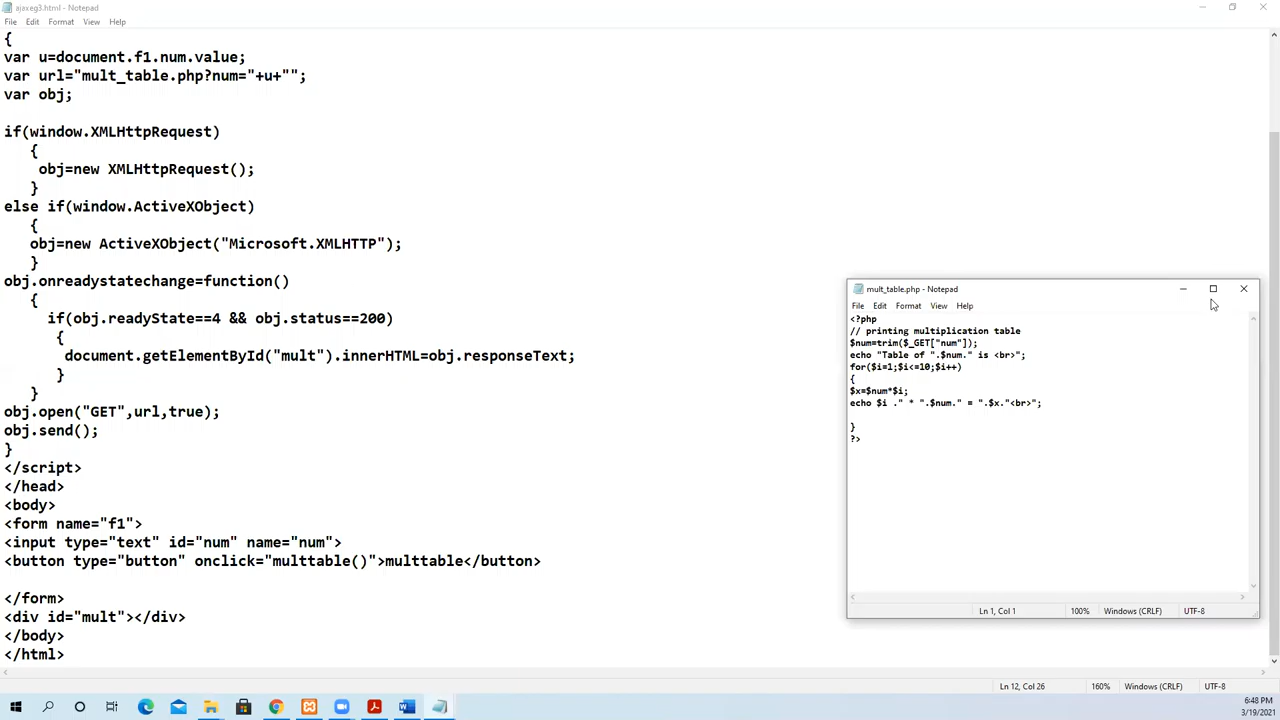 ajaxeg3.html - Notepad
File Edit Format View Help
{
var u=document.f1.num.value;
var url="mult_table.php?num="+u+"";
var obj;
if(window.XMLHttpRequest)
{
obj=new XMLHttpRequest();
}
else if(window.ActiveXObject)
{
obj=new ActiveXObject("Microsoft.XMLHTTP");
}
obj.onreadystatechange=function()
{
if(obj.readyState==4 && obj.status==200)
{
document.getElementById("mult").innerHTML=obj.responseText;
}
}
obj.open("GET",url,true);
obj.send();
}
</script>
</head>
<body>
<form name="f1">
<input type="text" id="num" name="num">
<button type="button" onclick="multtable()">multtable</button>
</form>
<div id="mult"></div>
</body>
</html>
mult_table.php - Notepad
File Edit Format View Help
<?php
// printing multiplication table
$num=trim($_GET["num"]);
echo "Table of ".$num." is <br>";
for($i=1;$i<=10;$i++)
{
$x=$num*$i;
echo $i ." * ".$num." = ".$x."<br>";
}
?>
Ln 1, Col 1 100% Windows (CRLF) UTF-8
Ln 12, Col 26 160% Windows (CRLF) UTF-8
6:48 PM
3/19/2021